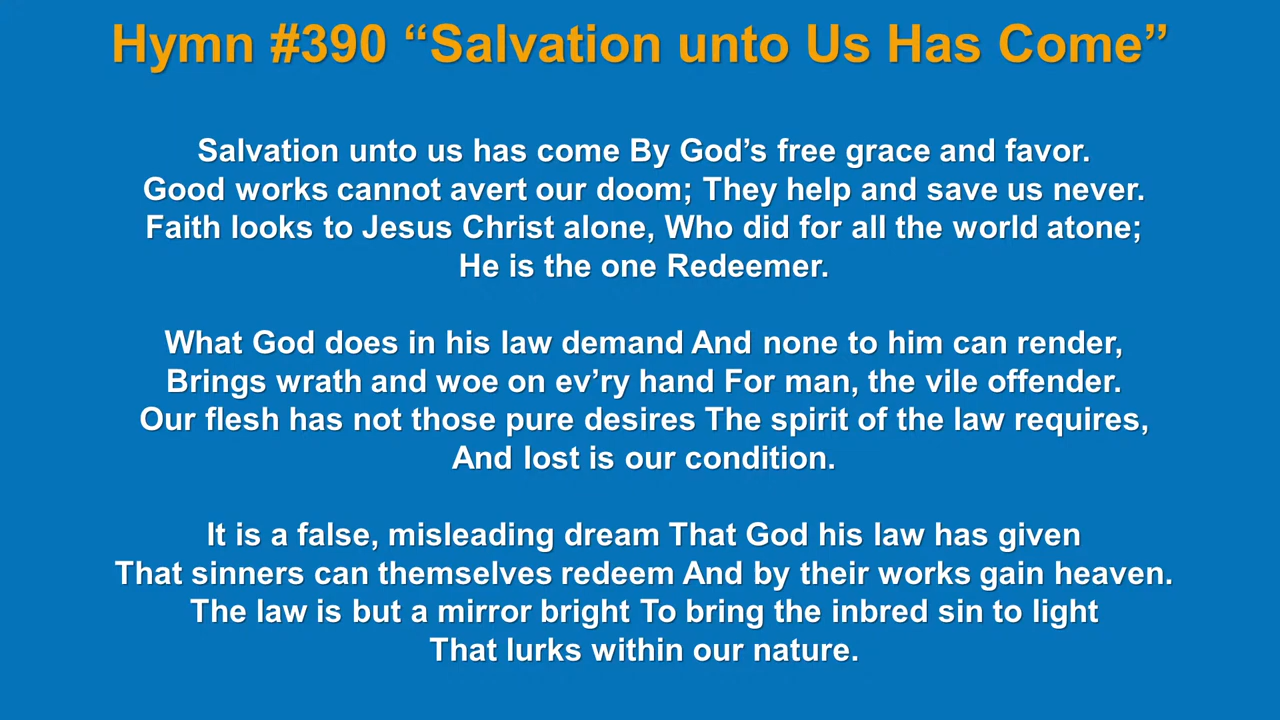 Hymn #390 “Salvation unto Us Has Come”
Salvation unto us has come By God’s free grace and favor.
Good works cannot avert our doom; They help and save us never.
Faith looks to Jesus Christ alone, Who did for all the world atone;
He is the one Redeemer.
What God does in his law demand And none to him can render,
Brings wrath and woe on ev’ry hand For man, the vile offender.
Our flesh has not those pure desires The spirit of the law requires,
And lost is our condition.
It is a false, misleading dream That God his law has given
That sinners can themselves redeem And by their works gain heaven.
The law is but a mirror bright To bring the inbred sin to light
That lurks within our nature.